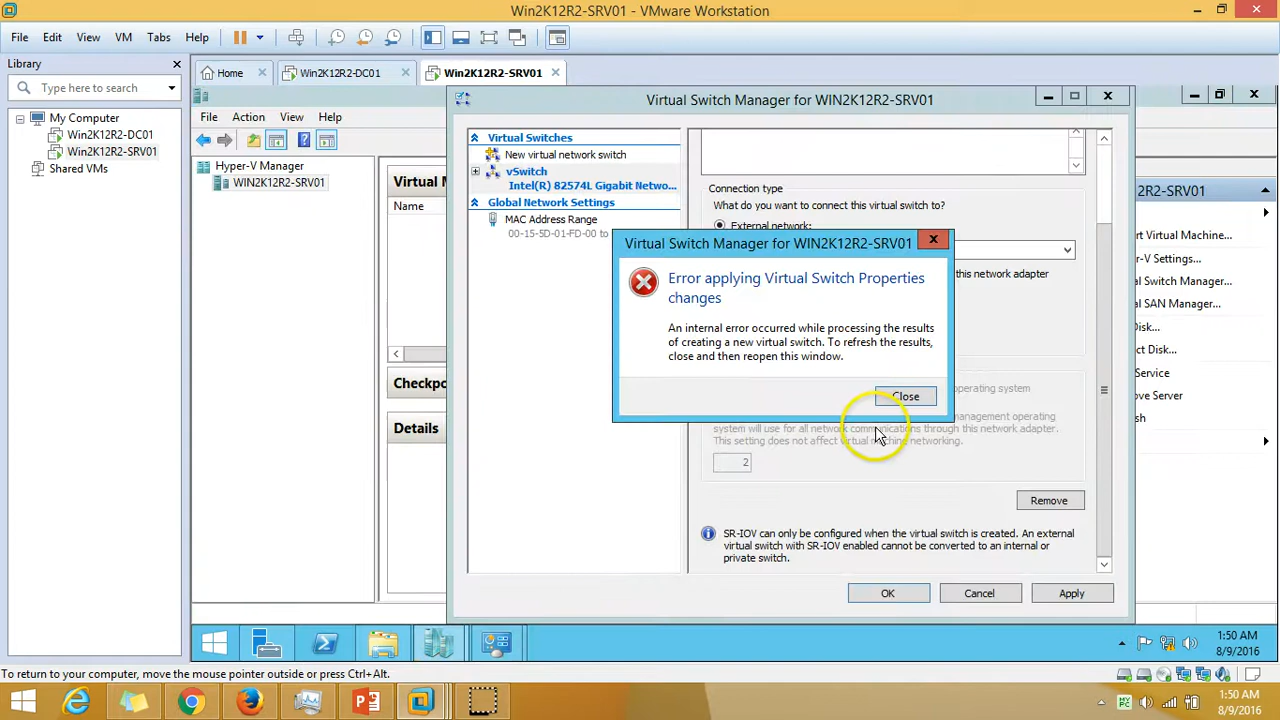 Win2K12R2-SRV01 - VMware Workstation
File Edit View VM Tabs Help
Library
Home Win2K12R2-DC01 Win2K12R2-SRV01
Type here to search
My Computer
Win2K12R2-DC01
Win2K12R2-SRV01
Shared VMs
File Action View Help
Hyper-V Manager
WIN2K12R2-SRV01
Virtual M
Name
Checkpo
Details
Virtual Switch Manager for WIN2K12R2-SRV01
Virtual Switches
New virtual network switch
vSwitch
Intel(R) 82574L Gigabit Netwo...
Global Network Settings
MAC Address Range
00-15-5D-01-FD-00 to
Connection type
What do you want to connect this virtual switch to?
External network:
this network adapter
Virtual Switch Manager for WIN2K12R2-SRV01
Error applying Virtual Switch Properties
changes
An internal error occurred while processing the results
of creating a new virtual switch. To refresh the results,
close and then reopen this window.
Close
operating system
management operating
system will use for all network communications through this network adapter.
This setting does not affect virtual machine networking.
2
Remove
SR-IOV can only be configured when the virtual switch is created. An external
virtual switch with SR-IOV enabled cannot be converted to an internal or
private switch.
OK Cancel Apply
2R2-SRV01
rt Virtual Machine...
r-V Settings...
al Switch Manager...
al SAN Manager...
Disk...
ct Disk...
Service
ve Server
sh
1:50 AM
8/9/2016
To return to your computer, move the mouse pointer outside or press Ctrl+Alt.
1:50 AM
8/9/2016